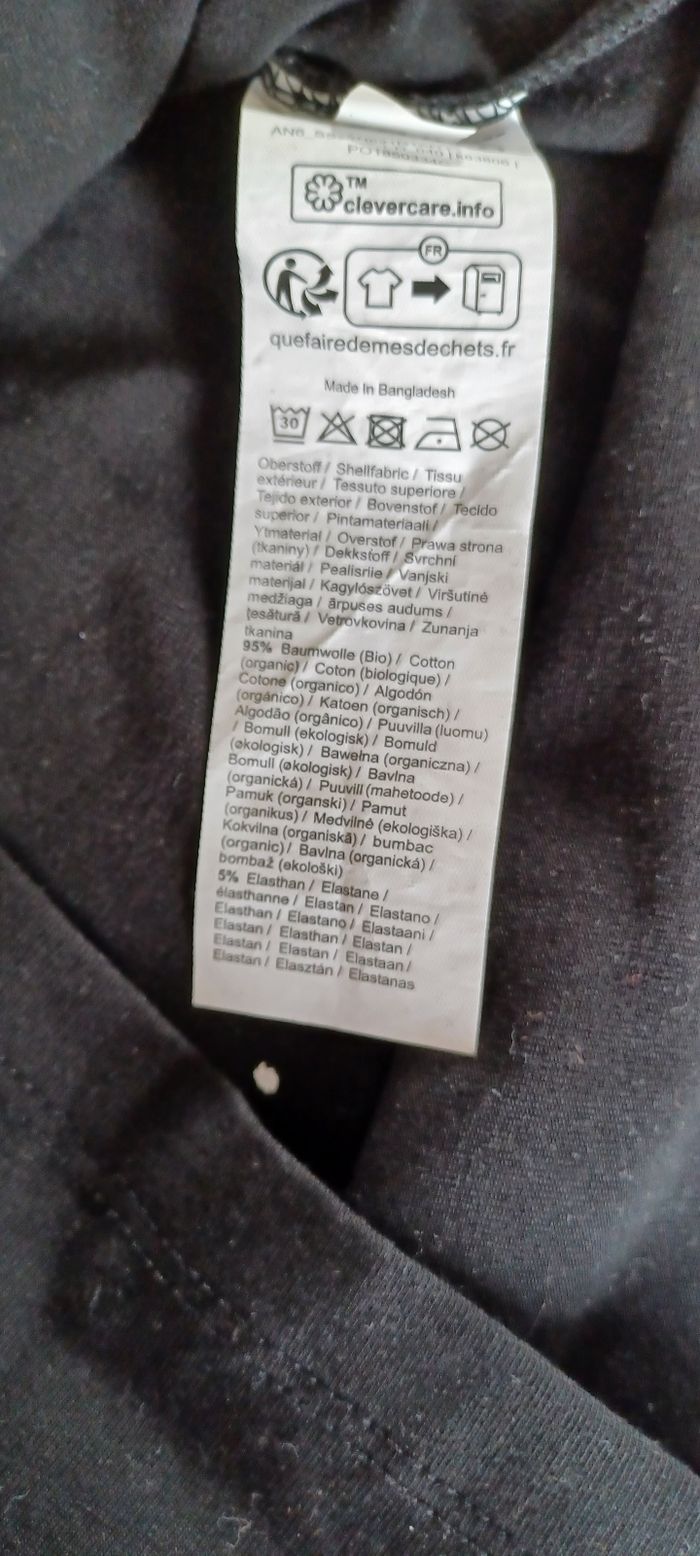 TM
clevercare.info
FR
quefairedemesdechets.fr
Made In Bangladesh
30
Oberstoff / Shellfabric / Tissu
extérieur / Tessuto superiore /
Tejido exterior / Bovenstof / Tecido
superior / Pintamateriaali /
Ytmaterial / Overstof / Prawa strona
(tkaniny) / Dekkstoff / Svrchní
materiál / Pealisriie / Vanjski
materijal / Kagylószövet / Viršutinė
medžiaga / ārpuses audums /
țesătură / Vetrovkovina / Zunanja
tkanina
95% Baumwolle (Bio) / Cotton
(organic) / Coton (biologique) /
Cotone (organico) / Algodón
(orgánico) / Katoen (organisch) /
Algodão (orgânico) / Puuvilla (luomu)
/ Bomull (ekologisk) / Bomuld
(økologisk) / Bawełna (organiczna) /
Bomull (økologisk) / Bavlna
(organická) / Puuvill (mahetoode) /
Pamuk (organski) / Pamut
(organikus) / Medvilnė (ekologiška) /
Kokvilna (organiskā) / bumbac
(organic) / Bavlna (organická) /
bombaž (ekološki)
5% Elasthan / Elastane /
élasthanne / Elastan / Elastano /
Elasthan / Elastano / Elastaani /
Elastan / Elasthan / Elastan /
Elastan / Elastan / Elastaan /
Elastan / Elasztán / Elastanas